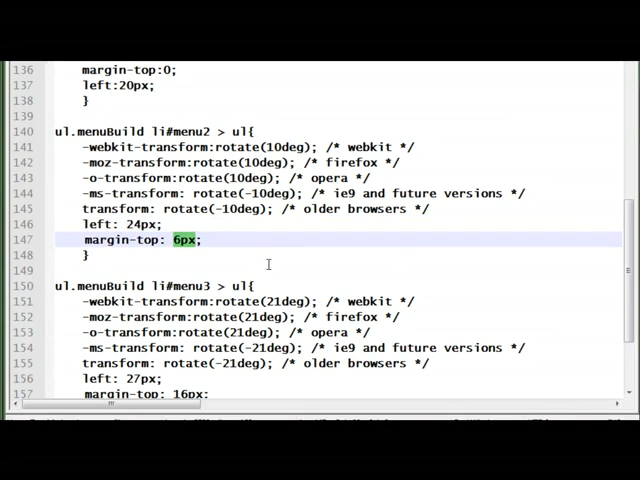 136 margin-top:0;
137 left:20px;
138 }
139
140 ul.menuBuild li#menu2 > ul{
141 -webkit-transform:rotate(10deg); /* webkit */
142 -moz-transform:rotate(10deg); /* firefox */
143 -o-transform:rotate(10deg); /* opera */
144 -ms-transform: rotate(-10deg); /* ie9 and future versions */
145 transform: rotate(-10deg); /* older browsers */
146 left: 24px;
147 margin-top: 6px;
148 }
149
150 ul.menuBuild li#menu3 > ul{
151 -webkit-transform:rotate(21deg); /* webkit */
152 -moz-transform:rotate(21deg); /* firefox */
153 -o-transform:rotate(21deg); /* opera */
154 -ms-transform: rotate(-21deg); /* ie9 and future versions */
155 transform: rotate(-21deg); /* older browsers */
156 left: 27px;
157 margin-top: 16px;